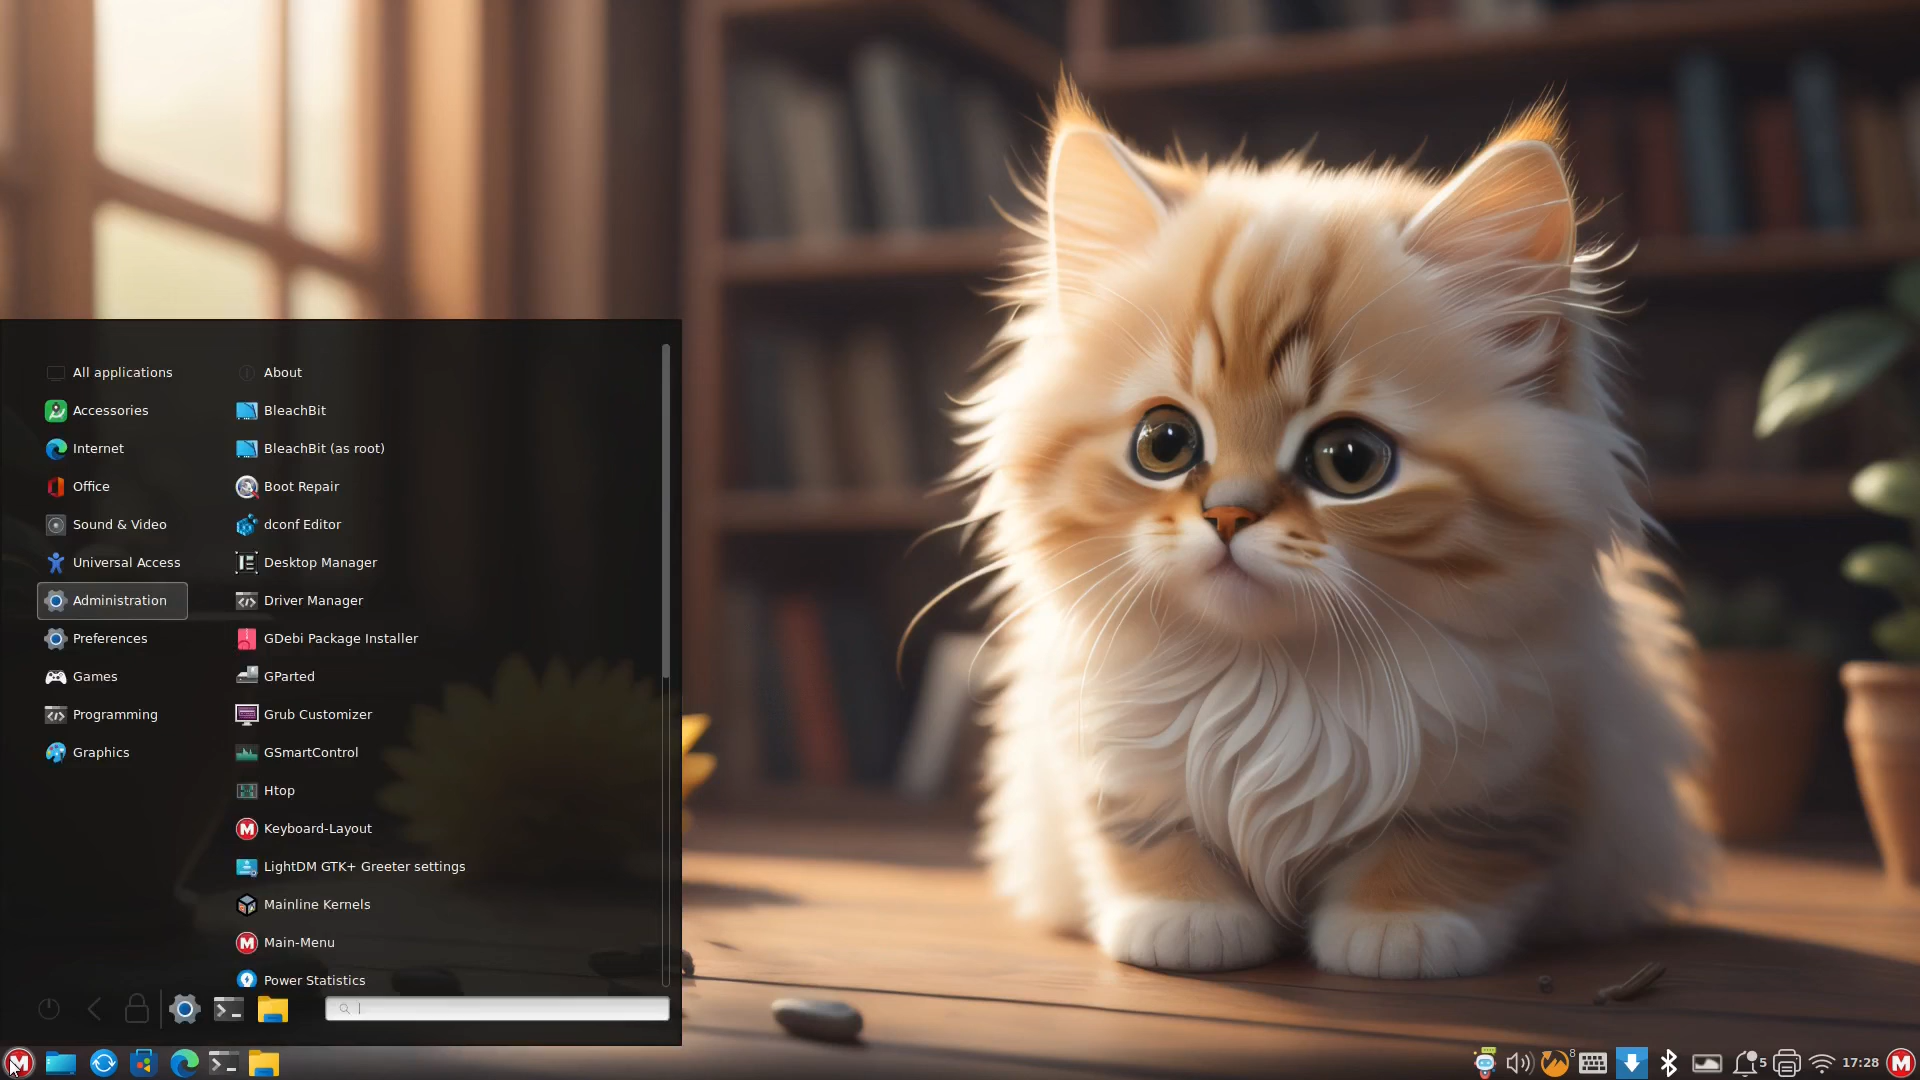 All applications
Accessories
Internet
Office
Sound & Video
Universal Access
Administration
Preferences
Games
Programming
Graphics
About
BleachBit
BleachBit (as root)
Boot Repair
dconf Editor
Desktop Manager
Driver Manager
GDebi Package Installer
GParted
Grub Customizer
GSmartControl
Htop
Keyboard-Layout
LightDM GTK+ Greeter settings
Mainline Kernels
Main-Menu
Power Statistics
8
5
17:28